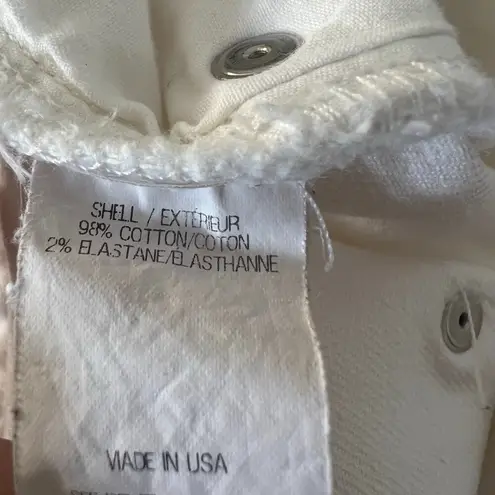 SHELL / EXTÉRIEUR
98% COTTON/COTON
2% ELASTANE/ELASTHANNE
MADE IN USA